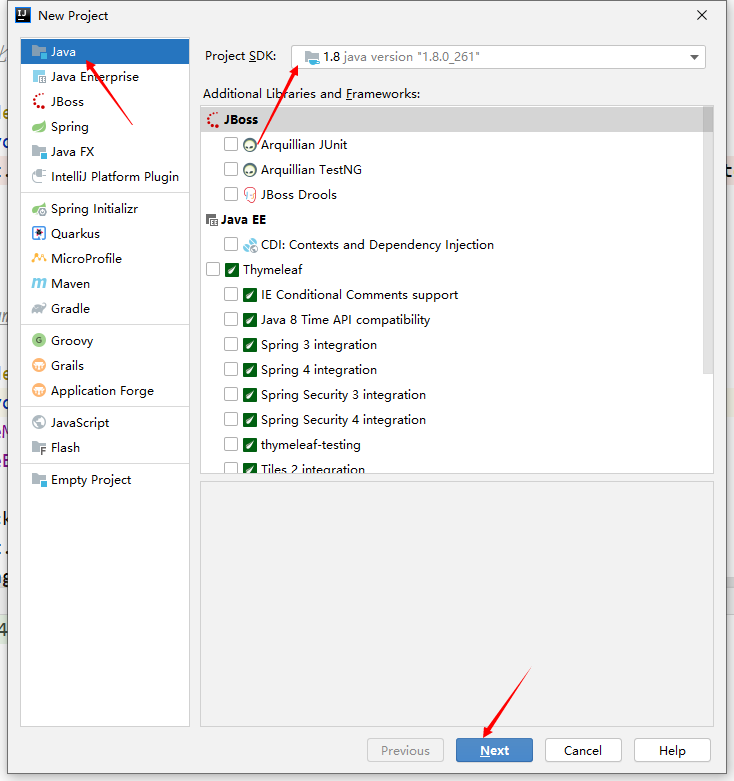 New Project
Java
Java Enterprise
JBoss
Spring
Java FX
IntelliJ Platform Plugin
Spring Initializr
Quarkus
MicroProfile
Maven
Gradle
Groovy
Grails
Application Forge
JavaScript
Flash
Empty Project
Project SDK: 1.8 java version "1.8.0_261"
Additional Libraries and Frameworks:
JBoss
Arquillian JUnit
Arquillian TestNG
JBoss Drools
Java EE
CDI: Contexts and Dependency Injection
Thymeleaf
IE Conditional Comments support
Java 8 Time API compatibility
Spring 3 integration
Spring 4 integration
Spring Security 3 integration
Spring Security 4 integration
thymeleaf-testing
Tiles 2 integration
Previous Next Cancel Help